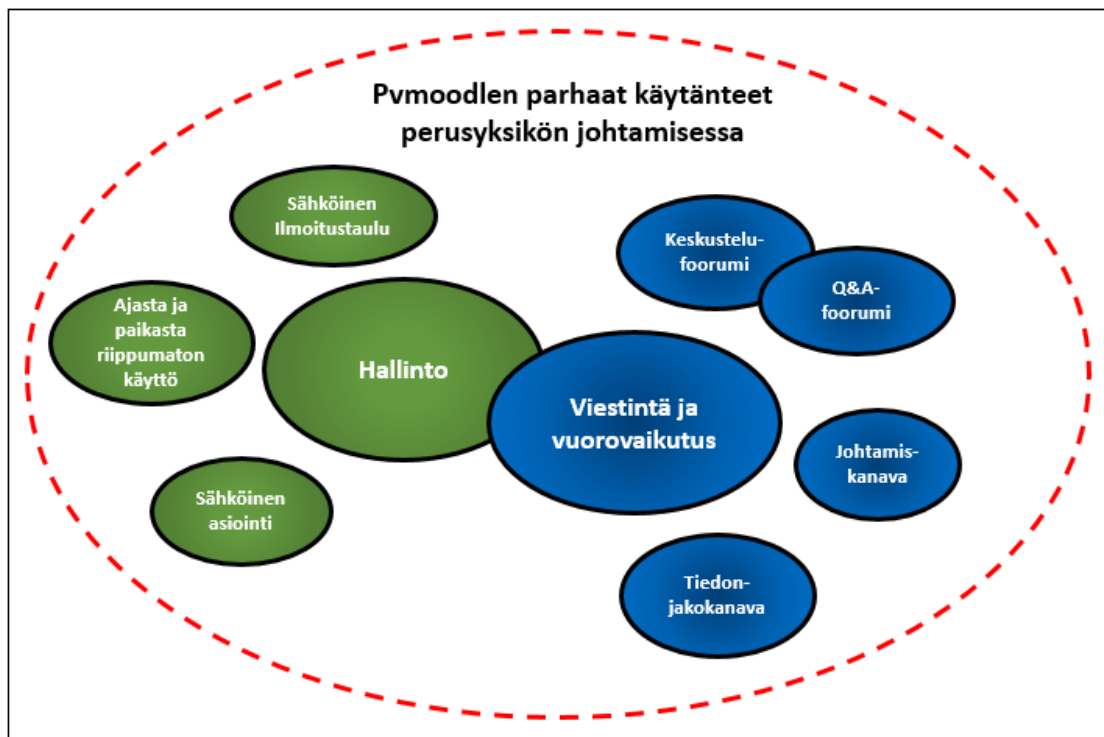 Pvmoodlen parhaat käytänteet
perusyksikön johtamisessa
Sähköinen
Ilmoitustaulu
Ajasta ja
paikasta
riippumaton
käyttö
Hallinto
Sähköinen
asiointi
Keskustelu-
foorumi
Q&A-
foorumi
Viestintä ja
vuorovaikutus
Johtamis-
kanava
Tiedon-
jakokanava